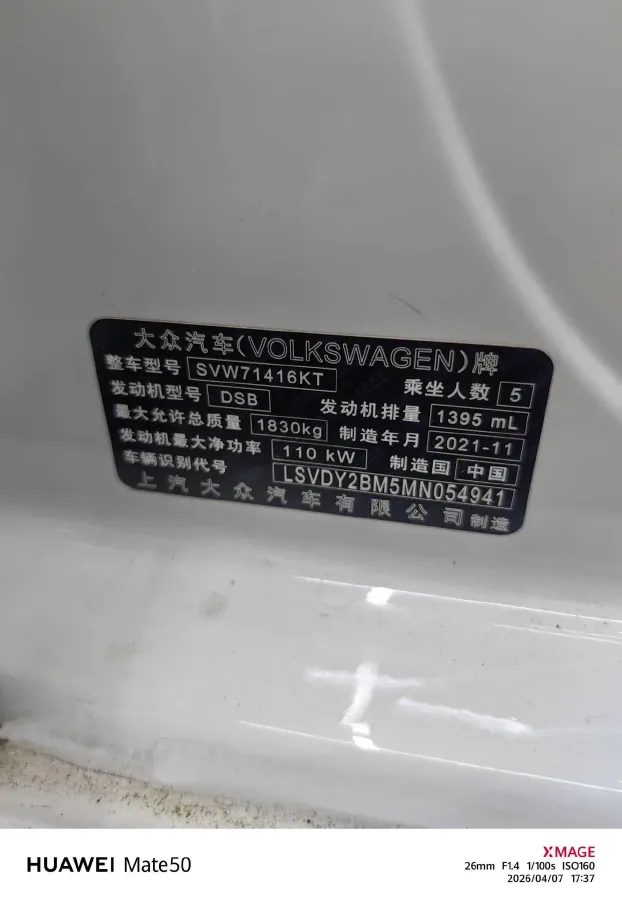 大众汽车(VOLKSWAGEN)牌
整车型号 SVW71416KT 乘坐人数 5
发动机型号 DSB 发动机排量 1395 mL
最大允许总质量 1830kg 制造年月 2021-11
发动机最大净功率 110 kW 制造国 中国
车辆识别代号 LSVDY2BM5MN054941
上汽大众汽车有限公司制造
HUAWEI Mate50
XMAGE
26mm F1.4 1/100s ISO160
2026/04/07 17:37